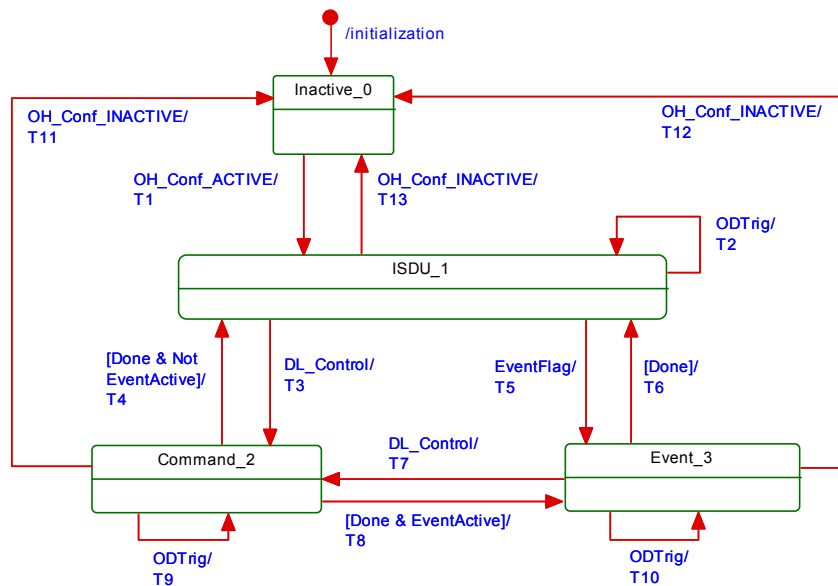 /initialization
Inactive_0
OH_Conf_INACTIVE/
T11
OH_Conf_INACTIVE/
T12
OH_Conf_ACTIVE/
T1
OH_Conf_INACTIVE/
T13
ODTrig/
T2
ISDU_1
[Done & Not
EventActive]/
T4
DL_Control/
T3
EventFlag/
T5
[Done]/
T6
DL_Control/
T7
Command_2
Event_3
[Done & EventActive]/
T8
ODTrig/
T9
ODTrig/
T10